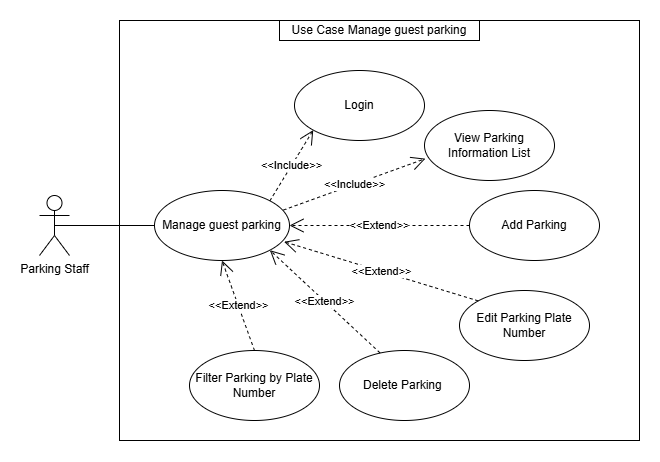 Use Case Manage guest parking
Login
View Parking
Information List
<<Include>>
<<Include>>
Manage guest parking
<<Extend>>
Add Parking
Parking Staff
<<Extend>>
<<Extend>>
<<Extend>>
Edit Parking Plate
Number
Filter Parking by Plate
Number
Delete Parking